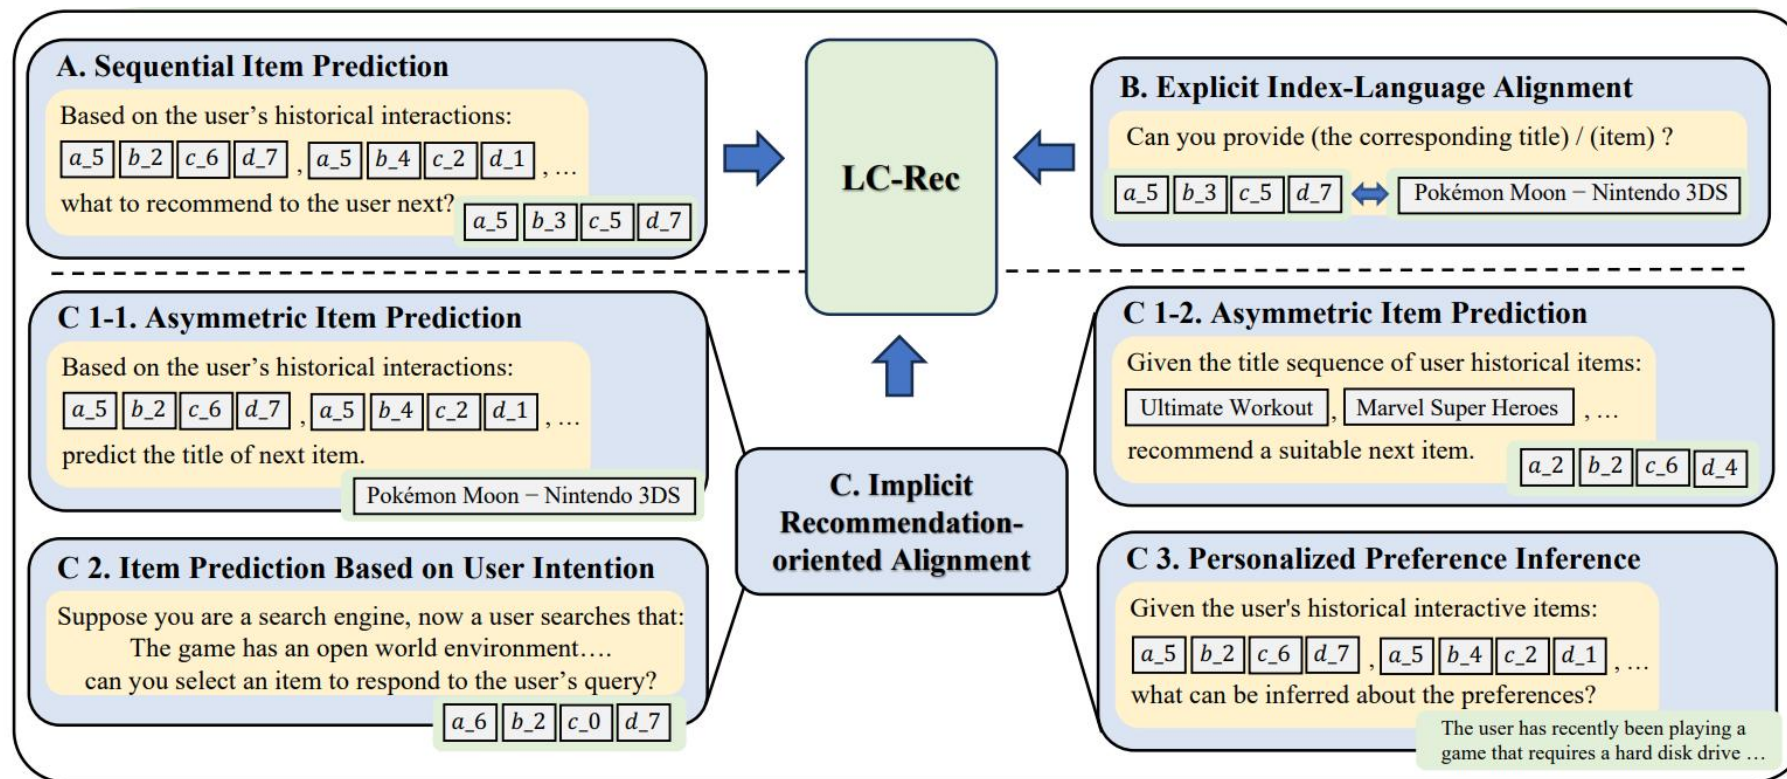 A. Sequential Item Prediction
Based on the user’s historical interactions:
a_5 b_2 c_6 d_7 , a_5 b_4 c_2 d_1 , …
what to recommend to the user next?
a_5 b_3 c_5 d_7
LC-Rec
B. Explicit Index-Language Alignment
Can you provide (the corresponding title) / (item) ?
a_5 b_3 c_5 d_7 Pokémon Moon − Nintendo 3DS
C 1-1. Asymmetric Item Prediction
Based on the user’s historical interactions:
a_5 b_2 c_6 d_7 , a_5 b_4 c_2 d_1 , …
predict the title of next item.
Pokémon Moon − Nintendo 3DS
C 1-2. Asymmetric Item Prediction
Given the title sequence of user historical items:
Ultimate Workout , Marvel Super Heroes , …
recommend a suitable next item.
a_2 b_2 c_6 d_4
C. Implicit
Recommendation-
oriented Alignment
C 2. Item Prediction Based on User Intention
Suppose you are a search engine, now a user searches that:
The game has an open world environment….
can you select an item to respond to the user’s query?
a_6 b_2 c_0 d_7
C 3. Personalized Preference Inference
Given the user's historical interactive items:
a_5 b_2 c_6 d_7 , a_5 b_4 c_2 d_1 , …
what can be inferred about the preferences?
The user has recently been playing a
game that requires a hard disk drive …